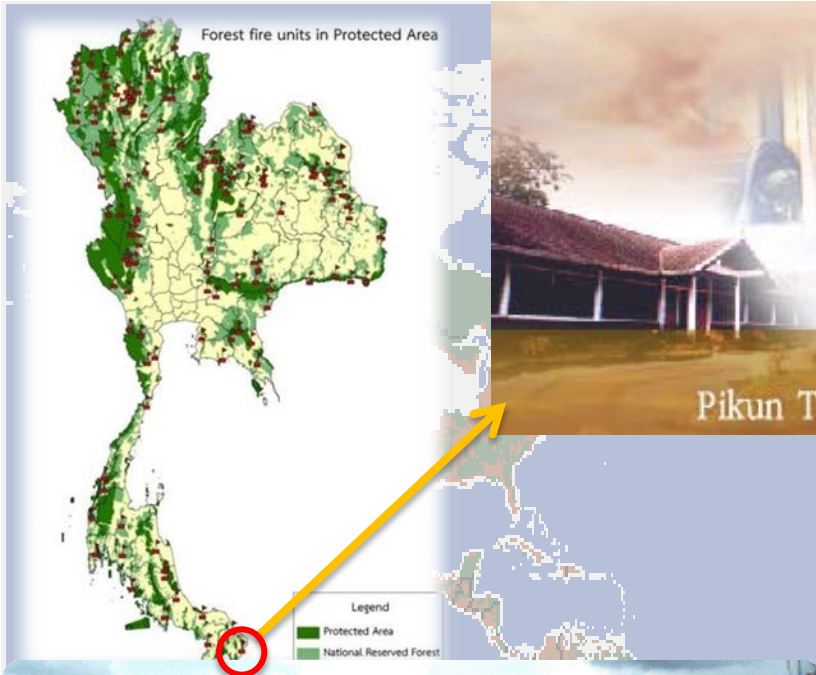 Forest fire units in Protected Area
Pikun T
Legend
Protected Area
National Reserved Forest